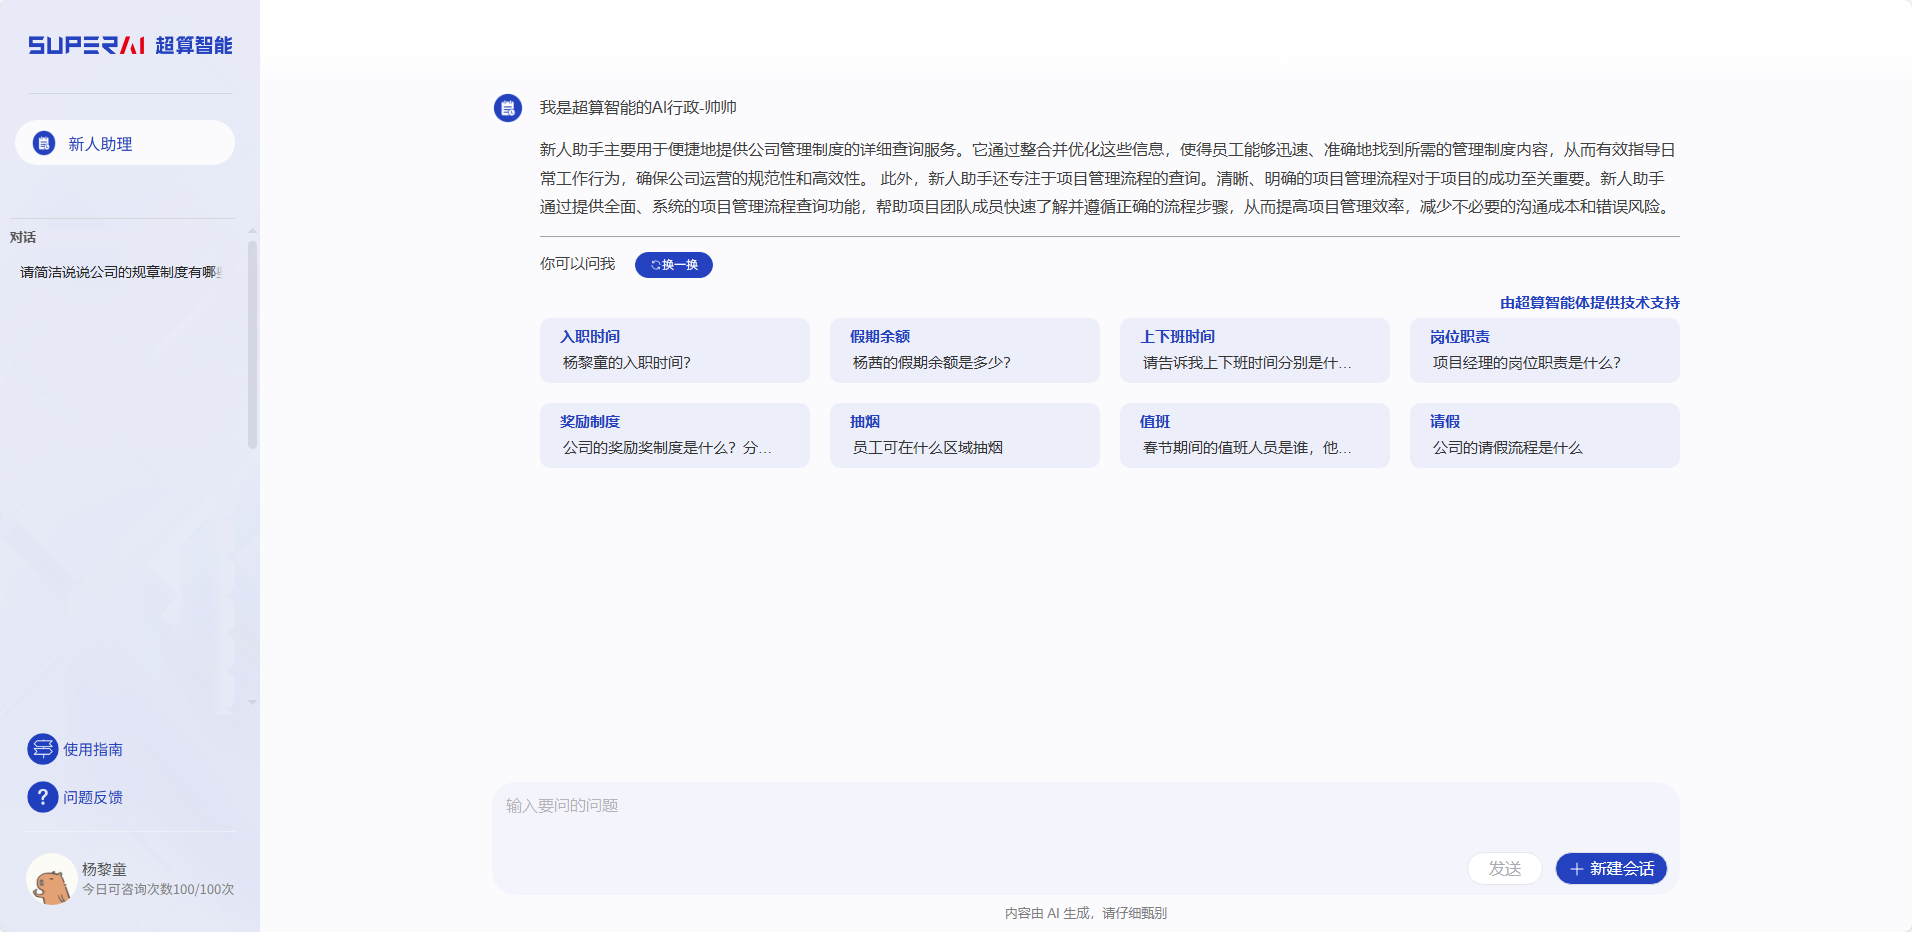 SUPERAI 超算智能
新人助理
对话
请简洁说说公司的规章制度有哪
使用指南
问题反馈
杨黎童
今日可咨询次数100/100次
我是超算智能的AI行政-帅帅
新人助手主要用于便捷地提供公司管理制度的详细查询服务。它通过整合并优化这些信息，使得员工能够迅速、准确地找到所需的管理制度内容，从而有效指导日
常工作行为，确保公司运营的规范性和高效性。 此外，新人助手还专注于项目管理流程的查询。清晰、明确的项目管理流程对于项目的成功至关重要。新人助手
通过提供全面、系统的项目管理流程查询功能，帮助项目团队成员快速了解并遵循正确的流程步骤，从而提高项目管理效率，减少不必要的沟通成本和错误风险。
你可以问我
换一换
由超算智能体提供技术支持
入职时间
杨黎童的入职时间？
假期余额
杨茜的假期余额是多少？
上下班时间
请告诉我上下班时间分别是什...
岗位职责
项目经理的岗位职责是什么？
奖励制度
公司的奖励奖制度是什么？分...
抽烟
员工可在什么区域抽烟
值班
春节期间的值班人员是谁，他...
请假
公司的请假流程是什么
输入要问的问题
发送
新建会话
内容由 AI 生成，请仔细甄别